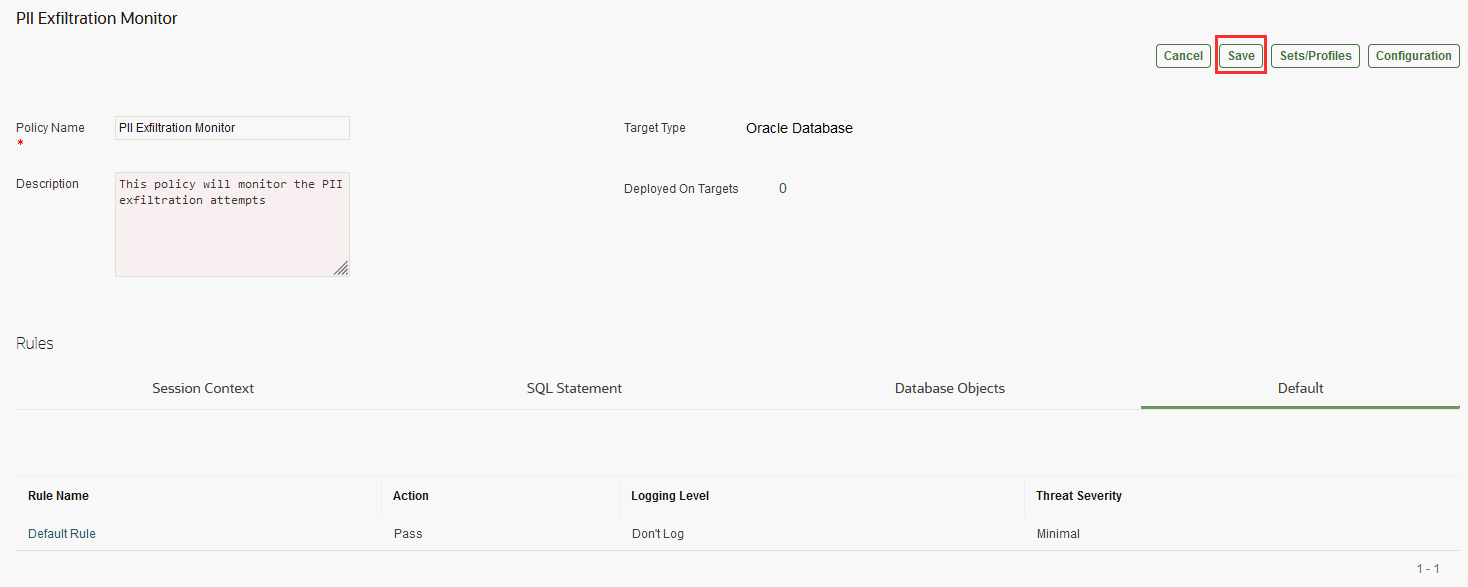 PII Exfiltration Monitor
Cancel Save Sets/Profiles Configuration
Policy Name PII Exfiltration Monitor Target Type Oracle Database
*
Description This policy will monitor the PII
exfiltration attempts
Deployed On Targets 0
Rules
Session Context SQL Statement Database Objects Default
Rule Name Action Logging Level Threat Severity
Default Rule Pass Don't Log Minimal
1 - 1